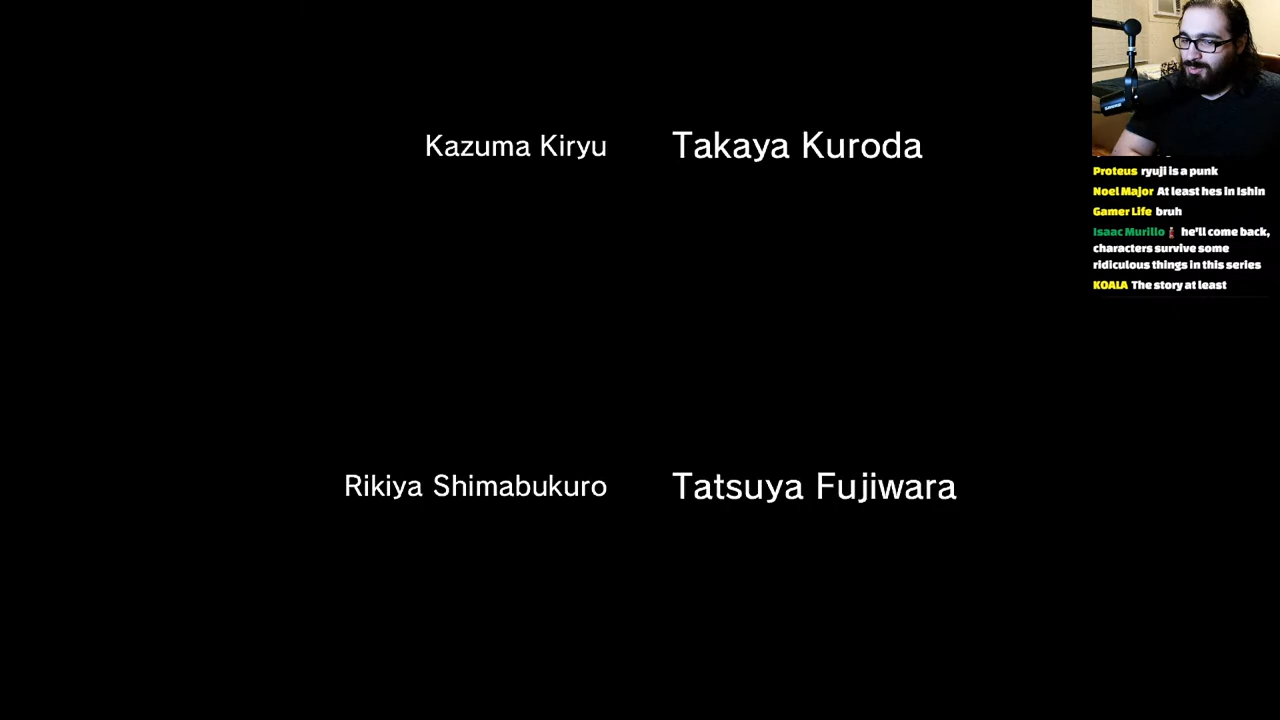 Kazuma Kiryu Takaya Kuroda
Rikiya Shimabukuro Tatsuya Fujiwara
SHURE
Proteus ryuji is a punk
Noel Major At least hes in Ishin
Gamer Life bruh
Isaac Murillo he'll come back,
characters survive some
ridiculous things in this series
KOALA The story at least